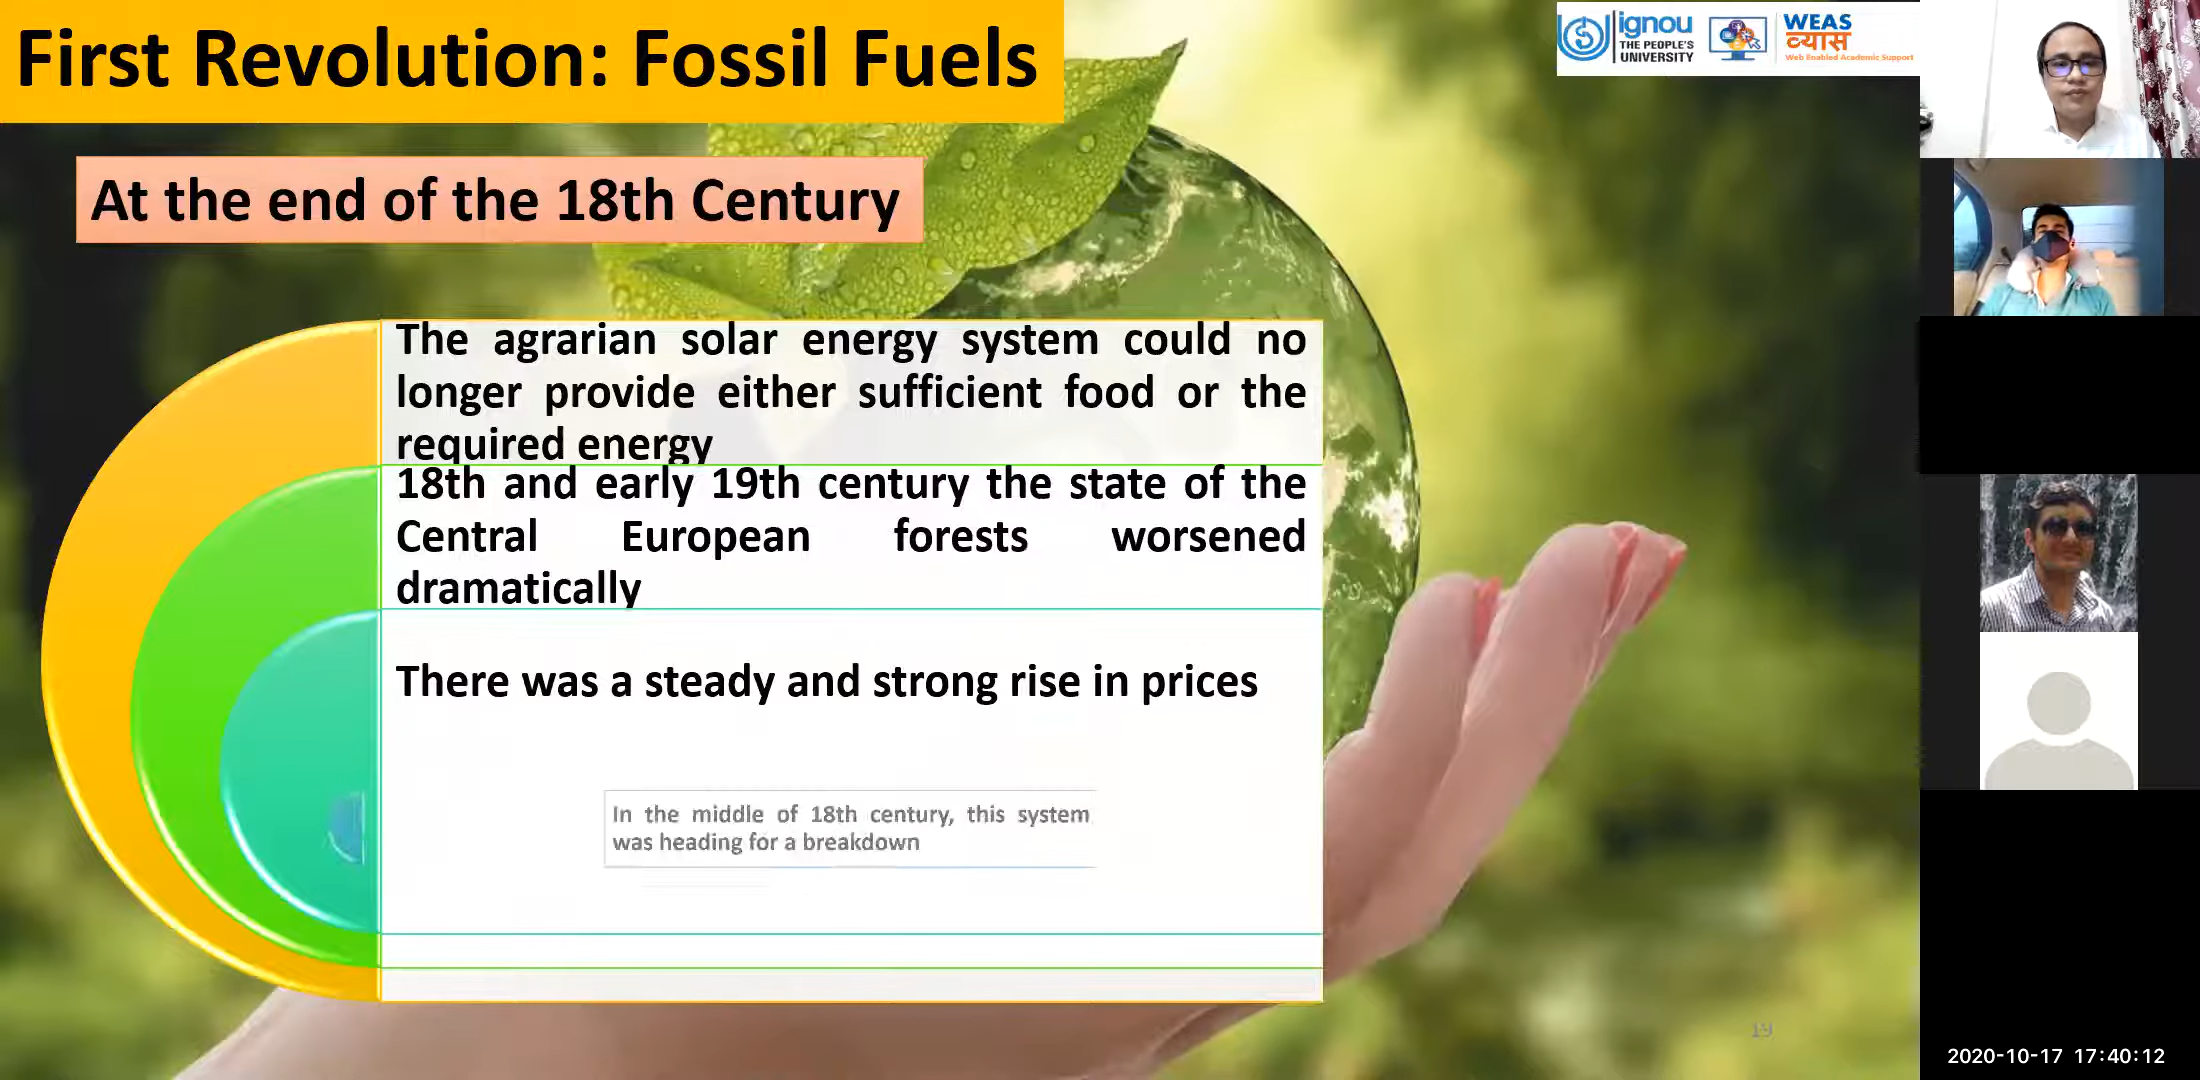 First Revolution: Fossil Fuels
ignou
THE PEOPLE'S
UNIVERSITY
WEAS
व्यास
Web Enabled Academic Support
At the end of the 18th Century
The agrarian solar energy system could no
longer provide either sufficient food or the
required energy
18th and early 19th century the state of the
Central European forests worsened
dramatically
There was a steady and strong rise in prices
In the middle of 18th century, this system
was heading for a breakdown
2020-10-17 17:40:12